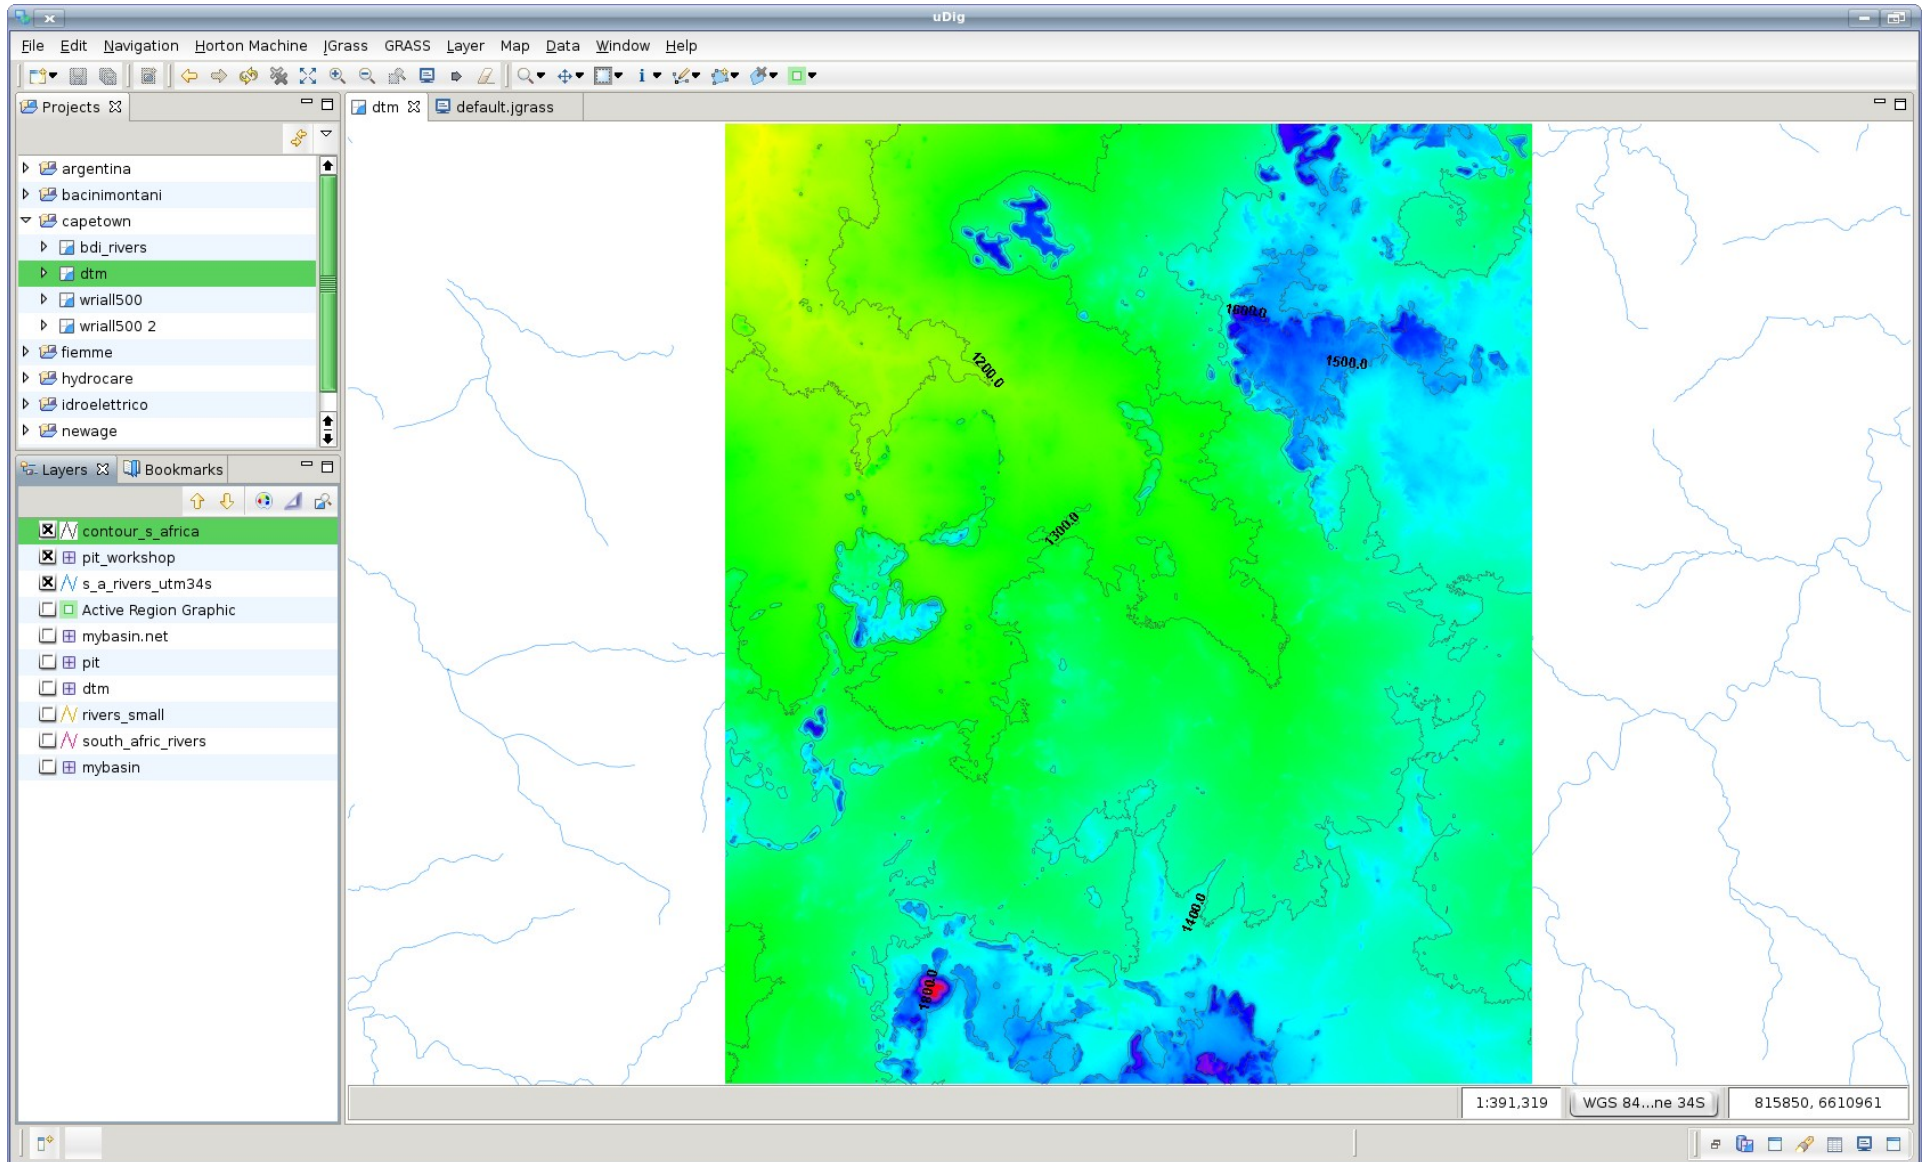 uDig
File Edit Navigation Horton Machine JGrass GRASS Layer Map Data Window Help
Projects
argentina
bacinimontani
capetown
bdi_rivers
dtm
wriall500
wriall500 2
fiemme
hydrocare
idroelettrico
newage
Layers Bookmarks
contour_s_africa
pit_workshop
s_a_rivers_utm34s
Active Region Graphic
mybasin.net
pit
dtm
rivers_small
south_afric_rivers
mybasin
dtm default.jgrass
1600.0
1500.0
1200.0
1300.0
1400.0
1800.0
1:391,319 WGS 84...ne 34S 815850, 6610961